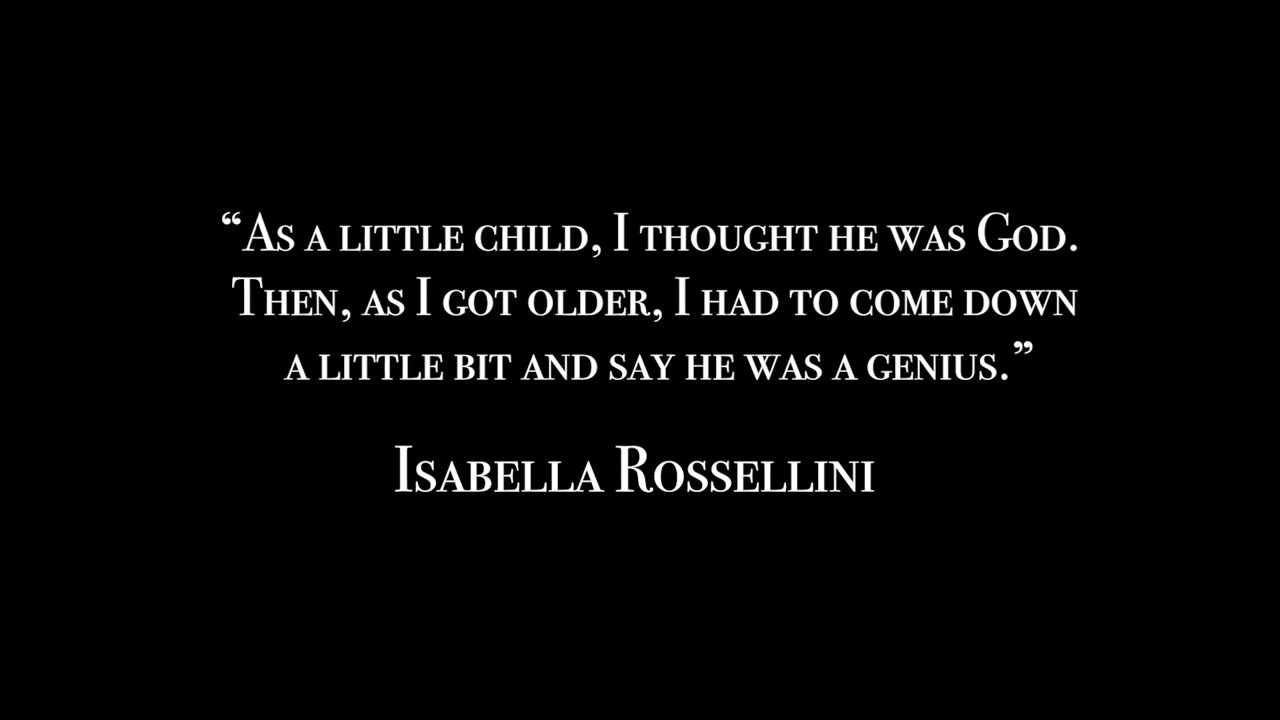 “As a little child, I thought he was God.
Then, as I got older, I had to come down
a little bit and say he was a genius.”
Isabella Rossellini